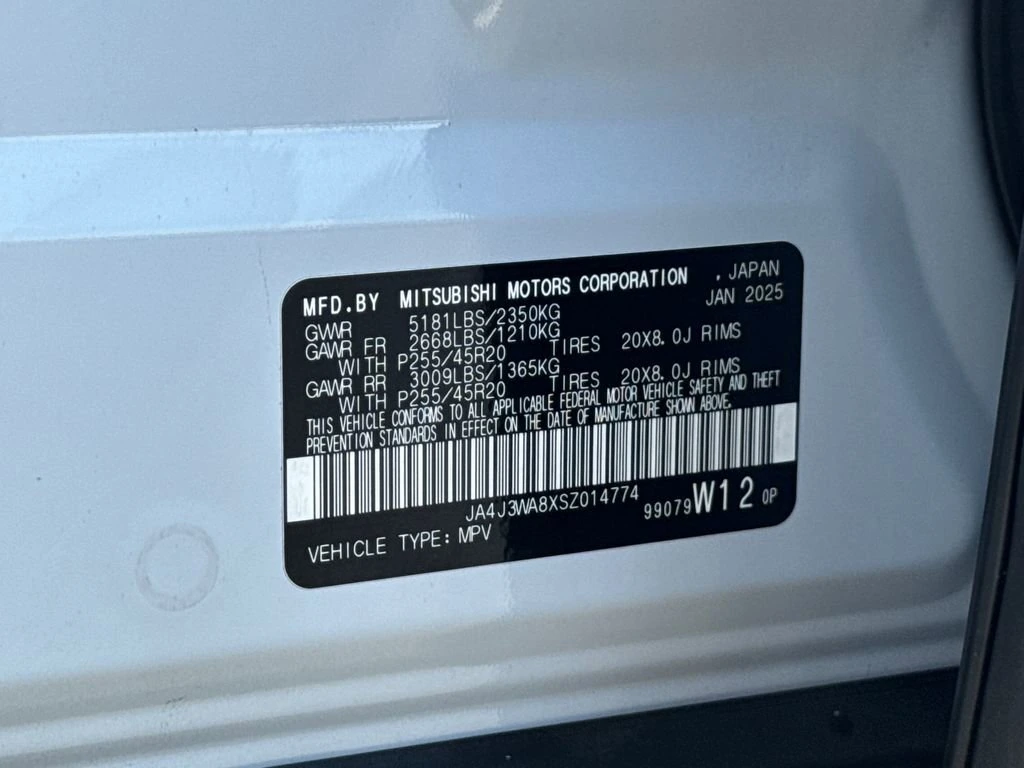 MFD.BY MITSUBISHI MOTORS CORPORATION . JAPAN
GVWR 5181LBS/2350KG JAN 2025
GAWR FR 2668LBS/1210KG
WITH P255/45R20 TIRES 20X8.0J RIMS
GAWR RR 3009LBS/1365KG
WITH P255/45R20 TIRES 20X8.0J RIMS
THIS VEHICLE CONFORMS TO ALL APPLICABLE FEDERAL MOTOR VEHICLE SAFETY AND THEFT
PREVENTION STANDARDS IN EFFECT ON THE DATE OF MANUFACTURE SHOWN ABOVE.
JA4J3WA8XSZ014774
99079 W12 OP
VEHICLE TYPE: MPV